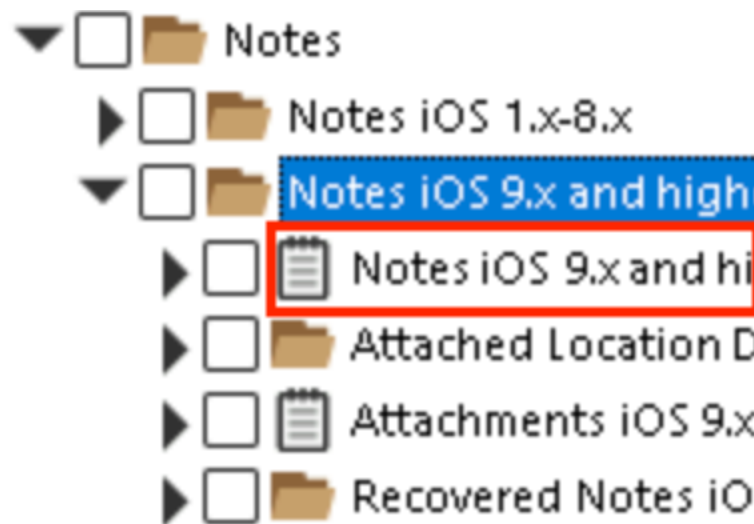 Notes
Notes iOS 1.x-8.x
Notes iOS 9.x and high
Notes iOS 9.x and hi
Attached Location D
Attachments iOS 9.x
Recovered Notes iO